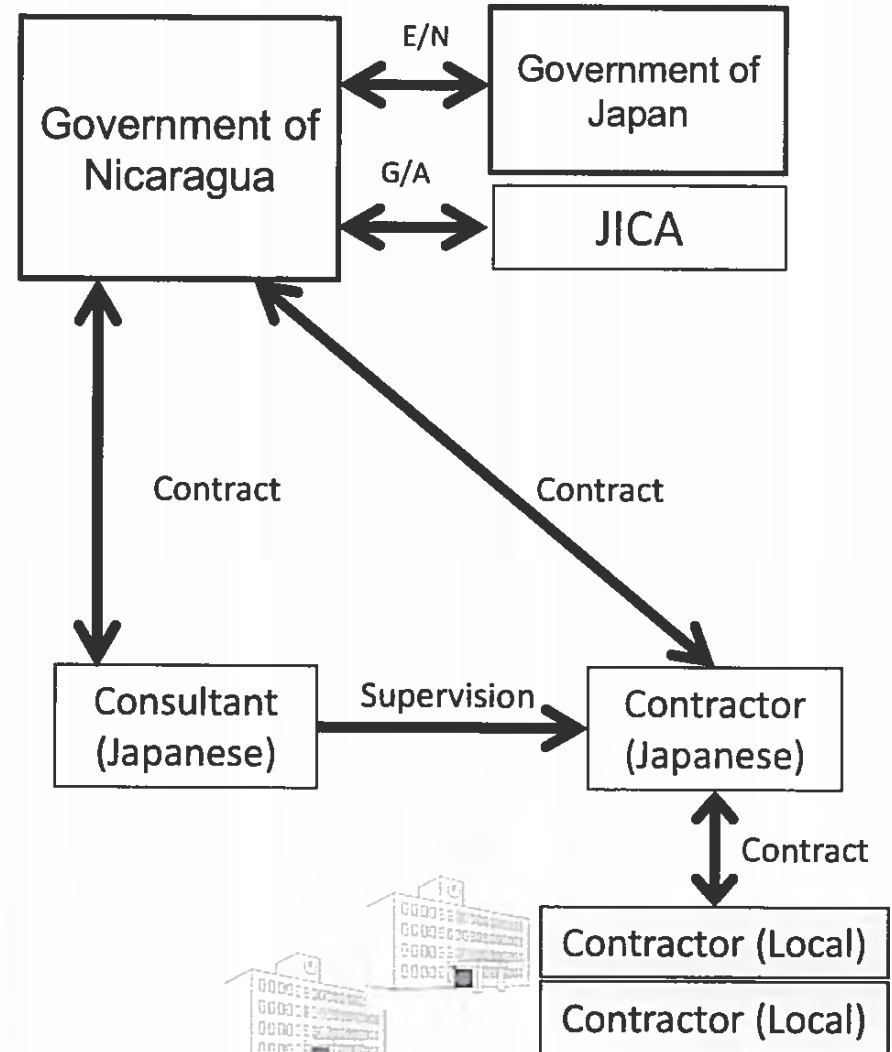 E/N
Government of
Nicaragua
Government of
Japan
G/A
JICA
Contract
Contract
Consultant
(Japanese)
Supervision
Contractor
(Japanese)
Contract
Contractor (Local)
Contractor (Local)